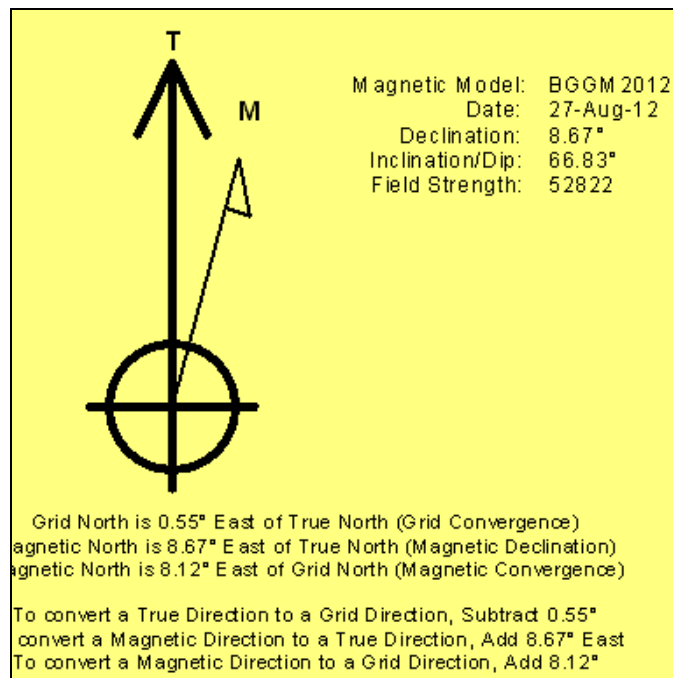 T
M
Magnetic Model: BGGM2012
Date: 27-Aug-12
Declination: 8.67°
Inclination/Dip: 66.83°
Field Strength: 52822
Grid North is 0.55° East of True North (Grid Convergence)
agnetic North is 8.67° East of True North (Magnetic Declination)
agnetic North is 8.12° East of Grid North (Magnetic Convergence)
To convert a True Direction to a Grid Direction, Subtract 0.55°
convert a Magnetic Direction to a True Direction, Add 8.67° East
To convert a Magnetic Direction to a Grid Direction, Add 8.12°